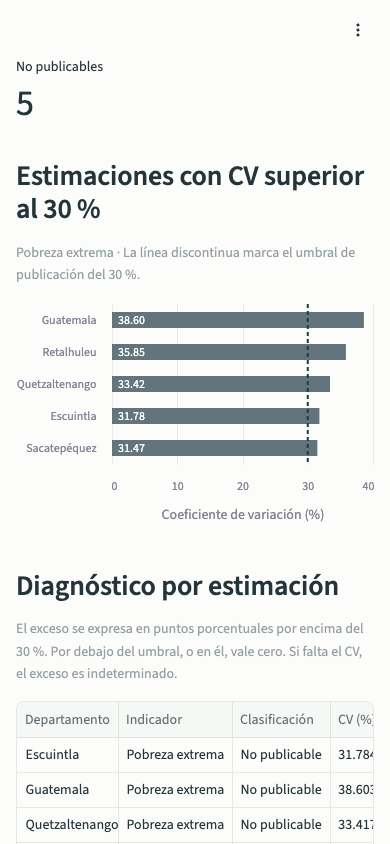 No publicables
5
Estimaciones con CV superior
al 30 %
Pobreza extrema · La línea discontinua marca el umbral de
publicación del 30 %.
Guatemala 38.60
Retalhuleu 35.85
Quetzaltenango 33.42
Escuintla 31.78
Sacatepéquez 31.47
0 10 20 30 40
Coeficiente de variación (%)
Diagnóstico por estimación
El exceso se expresa en puntos porcentuales por encima del
30 %. Por debajo del umbral, o en él, vale cero. Si falta el CV,
el exceso es indeterminado.
Departamento Indicador Clasificación CV (%)
Escuintla Pobreza extrema No publicable 31.784
Guatemala Pobreza extrema No publicable 38.603
Quetzaltenango Pobreza extrema No publicable 33.417